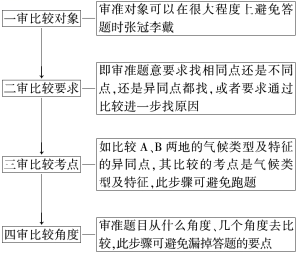 一审比较对象
审准对象可以在很大程度上避免答
题时张冠李戴
二审比较要求
即审准题意要求找相同点还是不同
点,还是异同点都找,或者要求通过
比较进一步找原因
三审比较考点
如比较A、B两地的气候类型及特征
的异同点,其比较的考点是气候类
型及特征,此步骤可避免跑题
四审比较角度
审准题目从什么角度、几个角度去比
较,此步骤可避免漏掉答题的要点